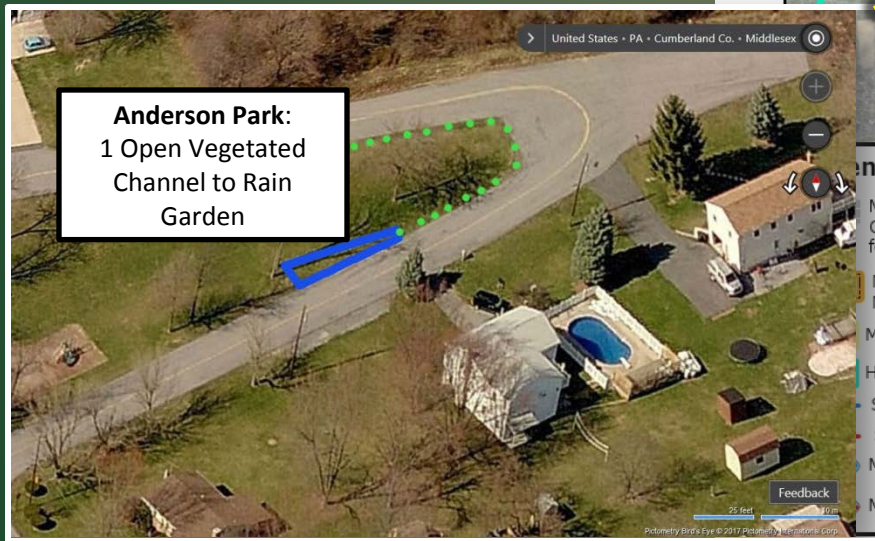 United States • PA • Cumberland Co. • Middlesex
Anderson Park:
1 Open Vegetated
Channel to Rain
Garden
Feedback
25 feet
10 m
Pictometry Bird's Eye © 2017 Pictometry International Corp.